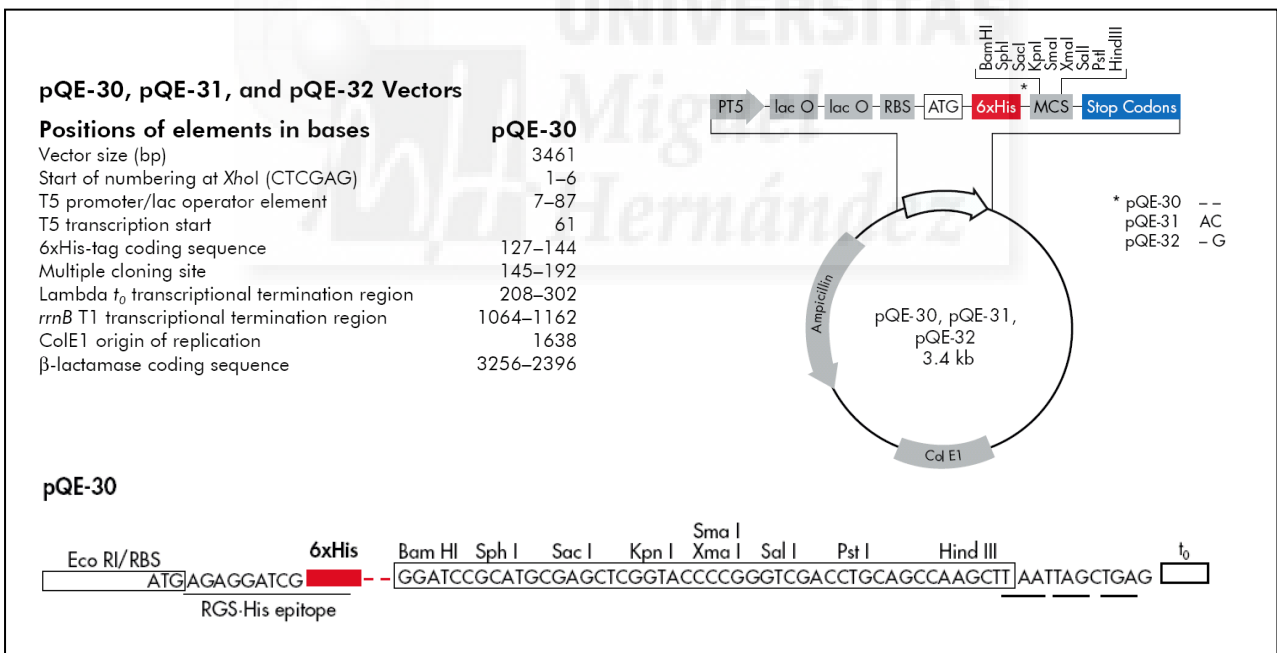 UNIVERSITAS
Miguel
Hernández
pQE-30, pQE-31, and pQE-32 Vectors
Positions of elements in bases pQE-30
Vector size (bp) 3461
Start of numbering at XhoI (CTCGAG) 1–6
T5 promoter/lac operator element 7–87
T5 transcription start 61
6xHis-tag coding sequence 127–144
Multiple cloning site 145–192
Lambda t0 transcriptional termination region 208–302
rrnB T1 transcriptional termination region 1064–1162
ColE1 origin of replication 1638
β-lactamase coding sequence 3256–2396
BamHI
SphI
SacI
KpnI
SmaI
XmaI
SalI
PstI
HindIII
*
PT5 lac O lac O RBS ATG 6xHis MCS Stop Codons
* pQE-30 – –
pQE-31 AC
pQE-32 – G
Ampicillin
pQE-30, pQE-31,
pQE-32
3.4 kb
Col E1
pQE-30
Sma I
Eco RI/RBS 6xHis Bam HI Sph I Sac I Kpn I Xma I Sal I Pst I Hind III t0
ATGAGAGGATCG GGATCCGCATGCGAGCTCGGTACCCCGGGTCGACCTGCAGCCAAGCTTAATTAGCTGAG
RGS·His epitope